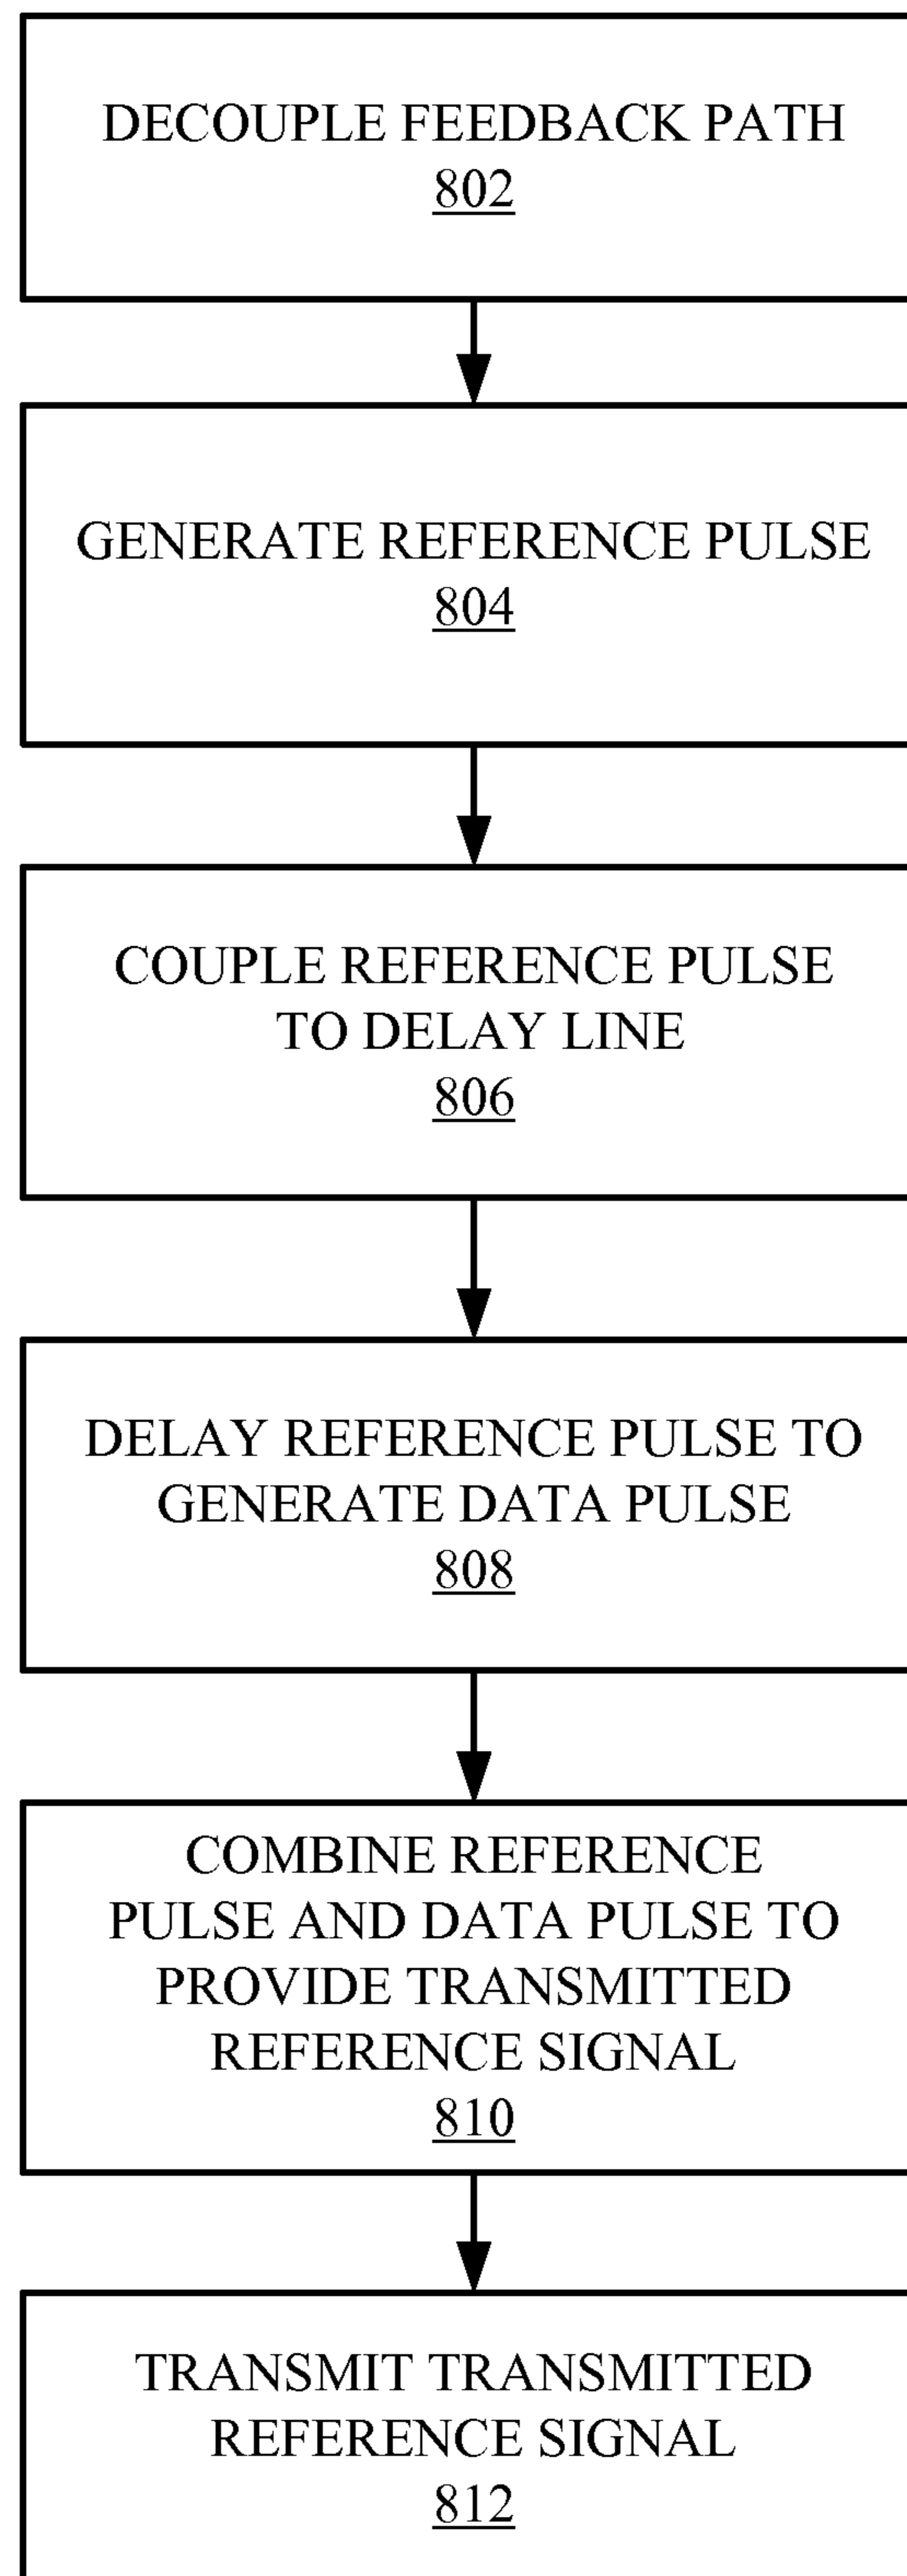 DECOUPLE FEEDBACK PATH
802
GENERATE REFERENCE PULSE
804
COUPLE REFERENCE PULSE
TO DELAY LINE
806
DELAY REFERENCE PULSE TO
GENERATE DATA PULSE
808
COMBINE REFERENCE
PULSE AND DATA PULSE TO
PROVIDE TRANSMITTED
REFERENCE SIGNAL
810
TRANSMIT TRANSMITTED
REFERENCE SIGNAL
812